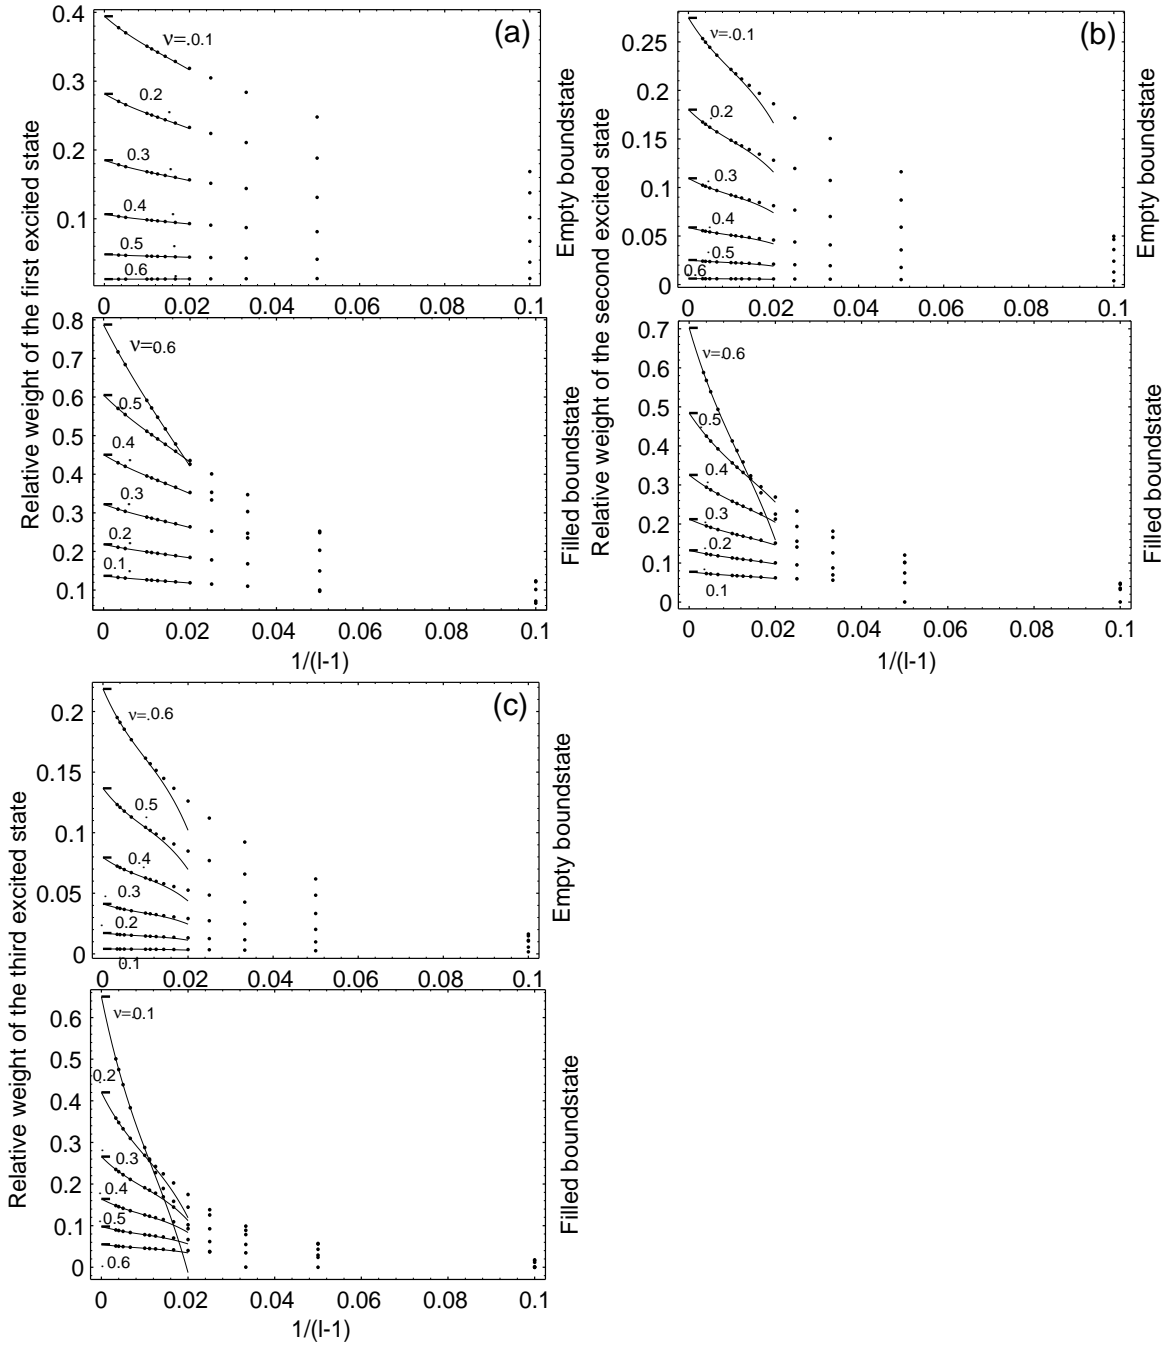 (a)
Relative weight of the first excited state
Empty boundstate
0.4
0.3
0.2
0.1
ν=.0.1
0.2
0.3
0.4
0.5
0.6
0 0.02 0.04 0.06 0.08 0.1
Filled boundstate
0.8
0.7
0.6
0.5
0.4
0.3
0.2
0.1
ν=0.6
0.5
0.4
0.3
0.2
0.1
0 0.02 0.04 0.06 0.08 0.1
1/(l-1)
(b)
Relative weight of the second excited state
Empty boundstate
0.25
0.2
0.15
0.1
0.05
0
ν=.0.1
0.2
0.3
0.4
0.5
0.6
0 0.02 0.04 0.06 0.08 0.1
Filled boundstate
0.7
0.6
0.5
0.4
0.3
0.2
0.1
0
ν=0.6
0.5
0.4
0.3
0.2
0.1
0 0.02 0.04 0.06 0.08 0.1
1/(l-1)
(c)
Relative weight of the third excited state
Empty boundstate
0.2
0.15
0.1
0.05
0
ν=.0.6
0.5
0.4
0.3
0.2
0.1
0 0.02 0.04 0.06 0.08 0.1
Filled boundstate
0.6
0.5
0.4
0.3
0.2
0.1
0
ν=0.1
0.2
0.3
0.4
0.5
0.6
0 0.02 0.04 0.06 0.08 0.1
1/(l-1)